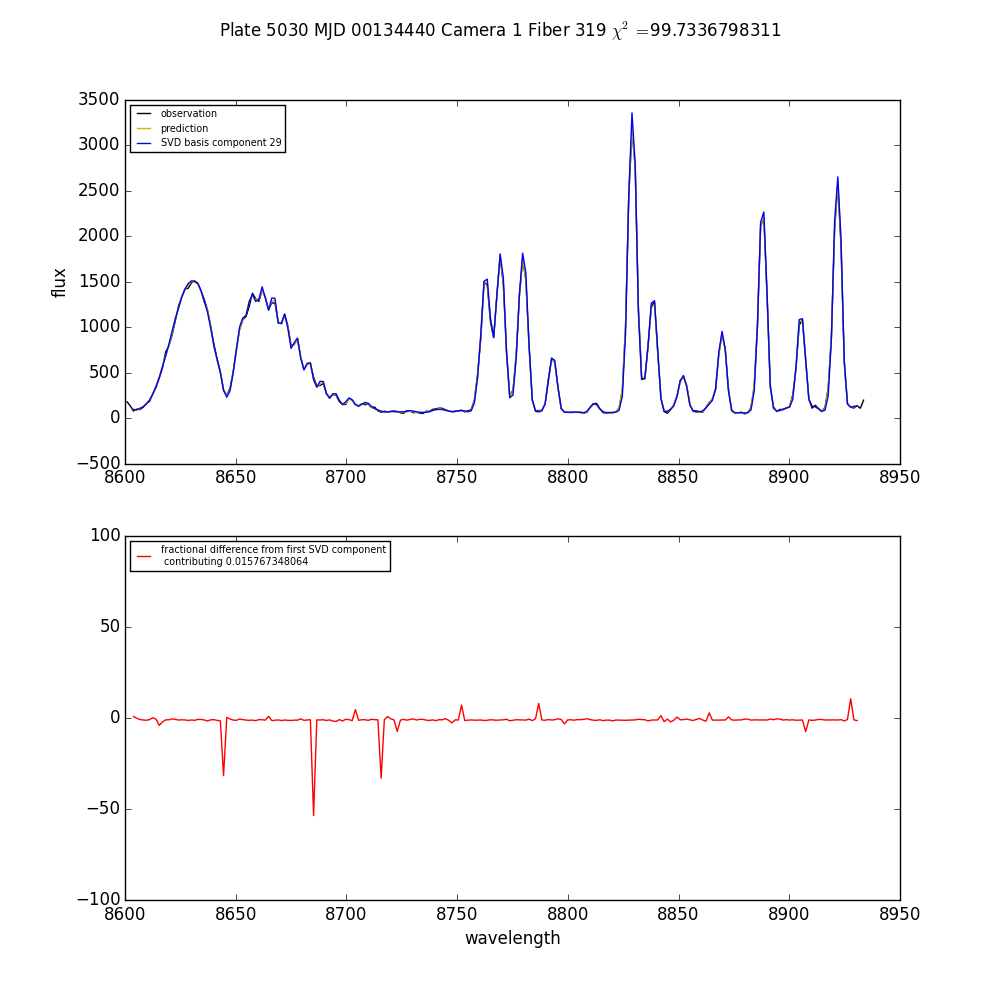 Plate 5030 MJD 00134440 Camera 1 Fiber 319 χ² =99.7336798311
3500
3000
2500
2000
1500
1000
500
0
−500
flux
observation
prediction
SVD basis component 29
8600 8650 8700 8750 8800 8850 8900 8950
100
50
0
−50
−100
fractional difference from first SVD component
contributing 0.015767348064
8600 8650 8700 8750 8800 8850 8900 8950
wavelength